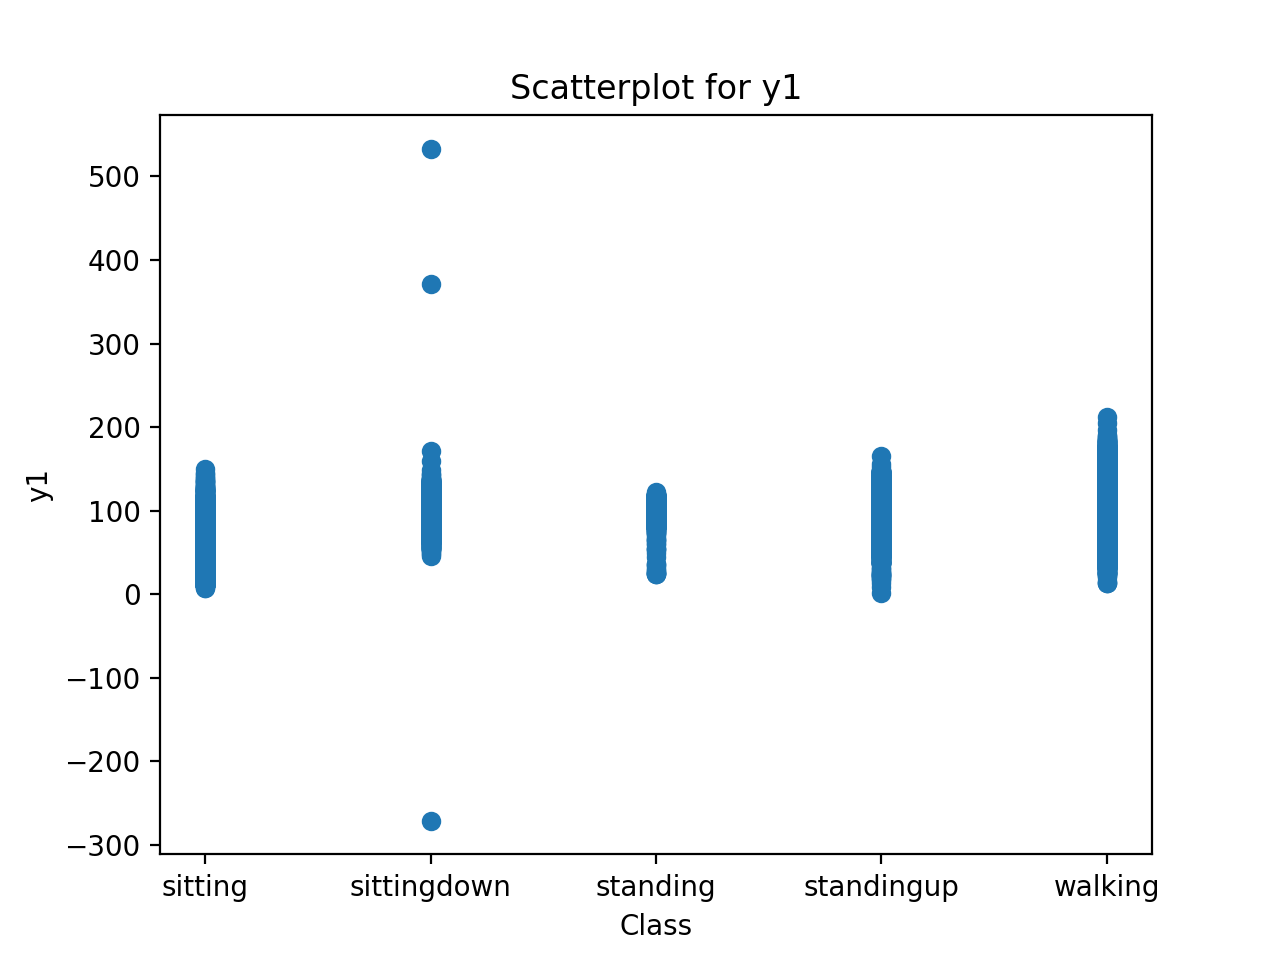 Scatterplot for y1
500
400
300
200
100
0
−100
−200
−300
y1
sitting sittingdown standing standingup walking
Class